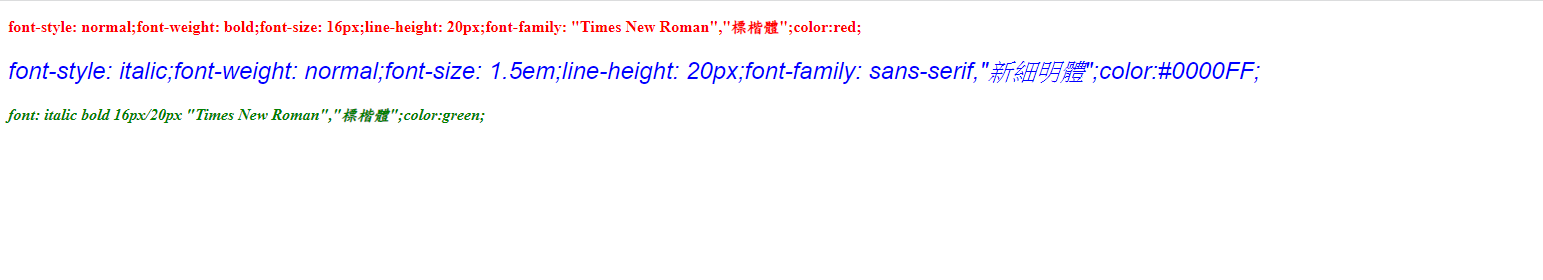 font-style: normal;font-weight: bold;font-size: 16px;line-height: 20px;font-family: "Times New Roman","標楷體";color:red;
font-style: italic;font-weight: normal;font-size: 1.5em;line-height: 20px;font-family: sans-serif,"新細明體";color:#0000FF;
font: italic bold 16px/20px "Times New Roman","標楷體";color:green;